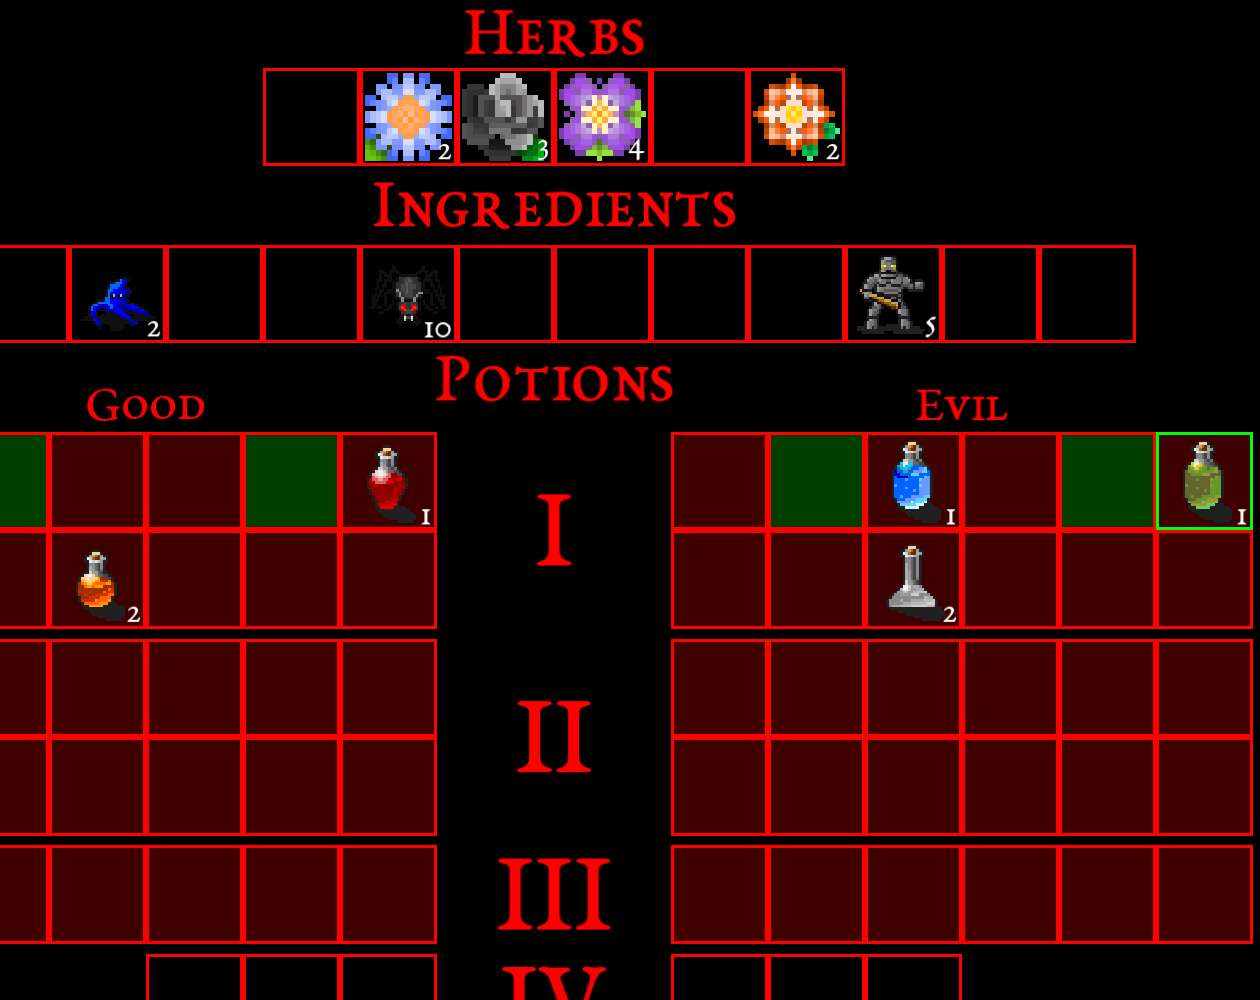 HERBS
2 3 4 2
INGREDIENTS
2 10 5
POTIONS
GOOD EVIL
1 1 1
I
2 2
II
III
IV